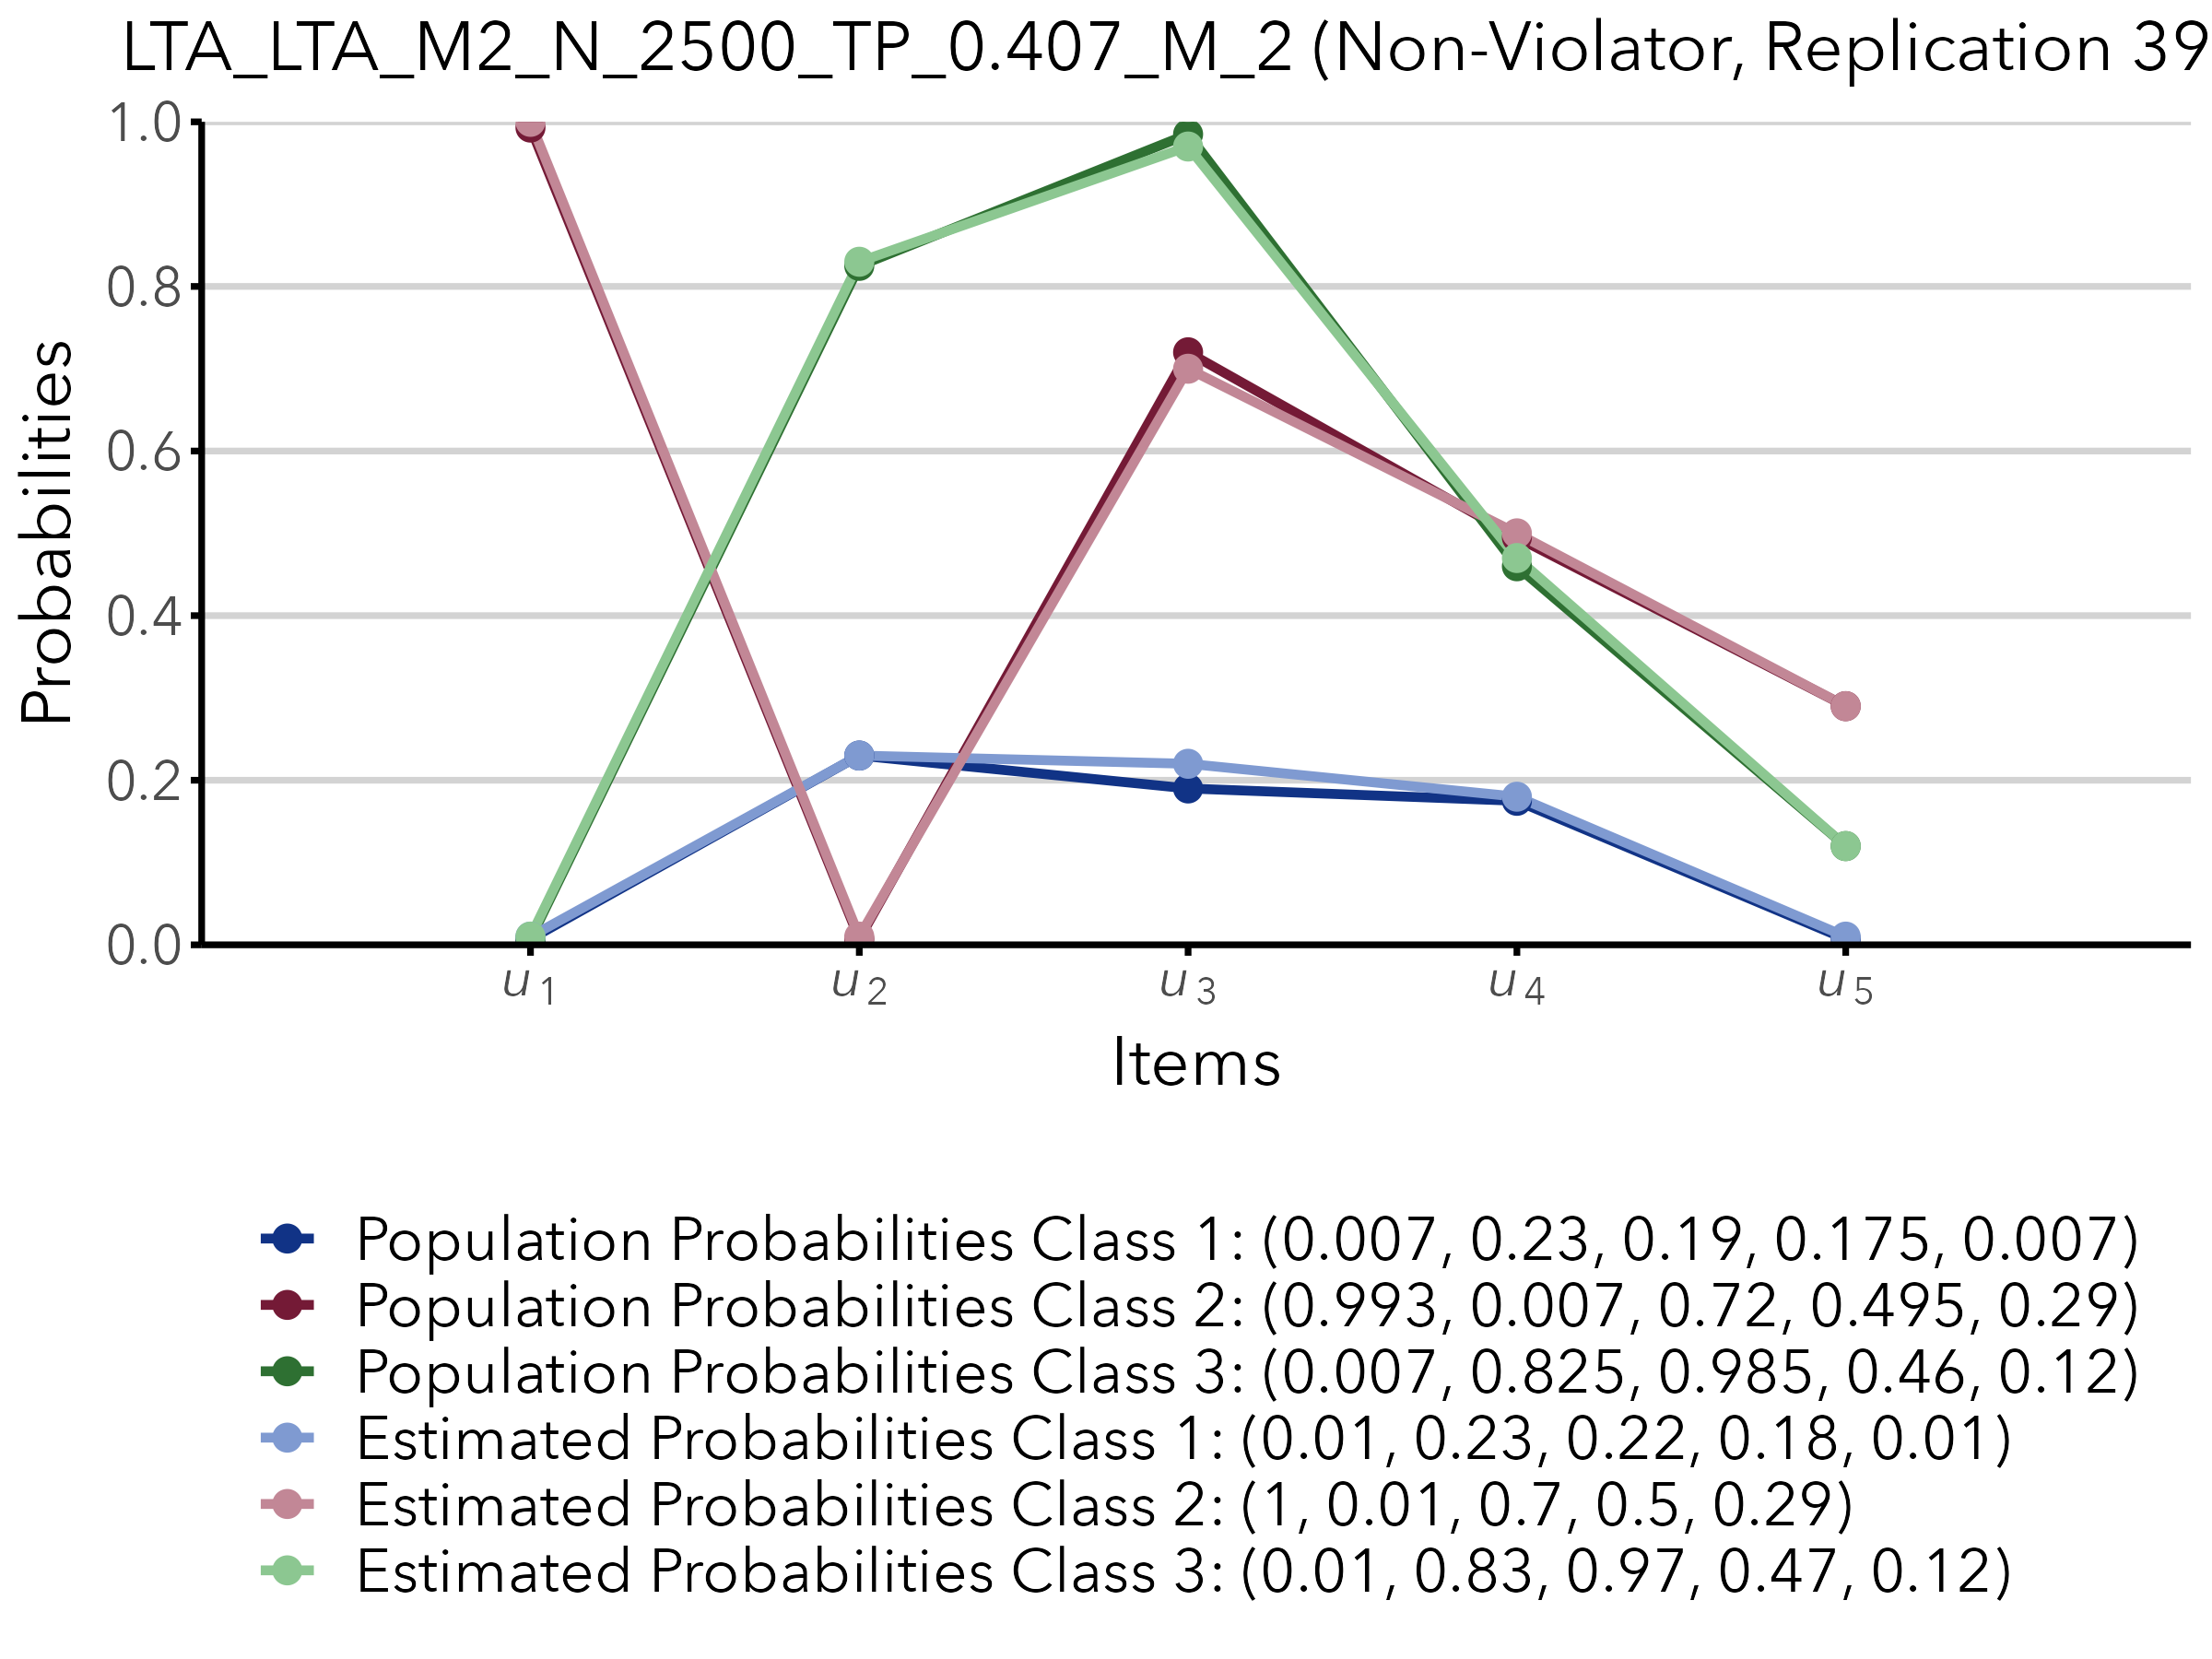 LTA_LTA_M2_N_2500_TP_0.407_M_2 (Non-Violator, Replication 39
1.0
0.8
0.6
0.4
0.2
0.0
Probabilities
u1
u2
u3
u4
u5
Items
Population Probabilities Class 1: (0.007, 0.23, 0.19, 0.175, 0.007)
Population Probabilities Class 2: (0.993, 0.007, 0.72, 0.495, 0.29)
Population Probabilities Class 3: (0.007, 0.825, 0.985, 0.46, 0.12)
Estimated Probabilities Class 1: (0.01, 0.23, 0.22, 0.18, 0.01)
Estimated Probabilities Class 2: (1, 0.01, 0.7, 0.5, 0.29)
Estimated Probabilities Class 3: (0.01, 0.83, 0.97, 0.47, 0.12)